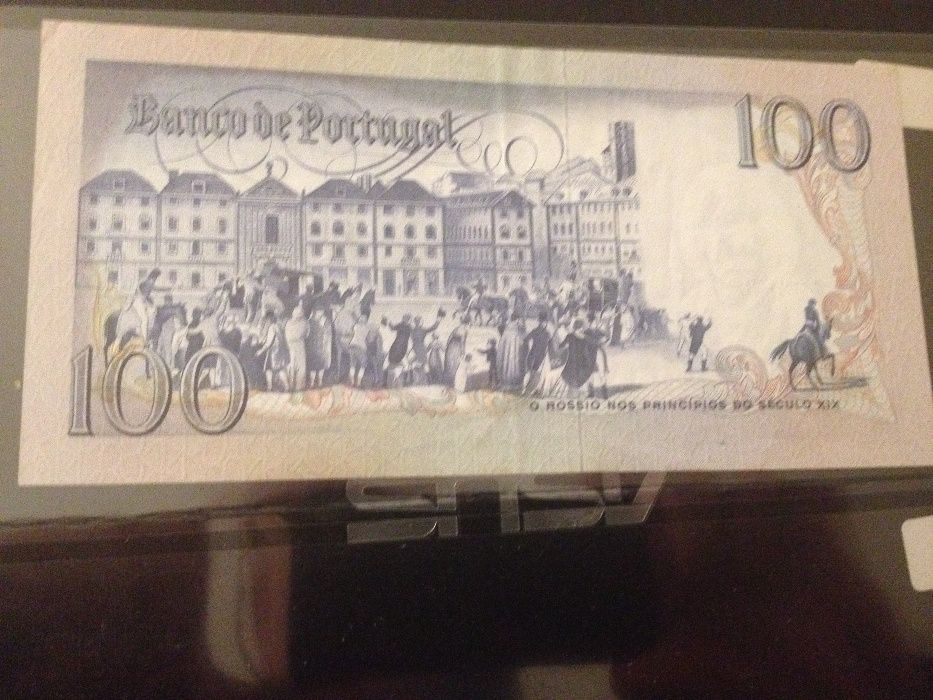 Banco de Portugal
100
100
O ROSSIO NOS PRINCÍPIOS DO SÉCULO XIX